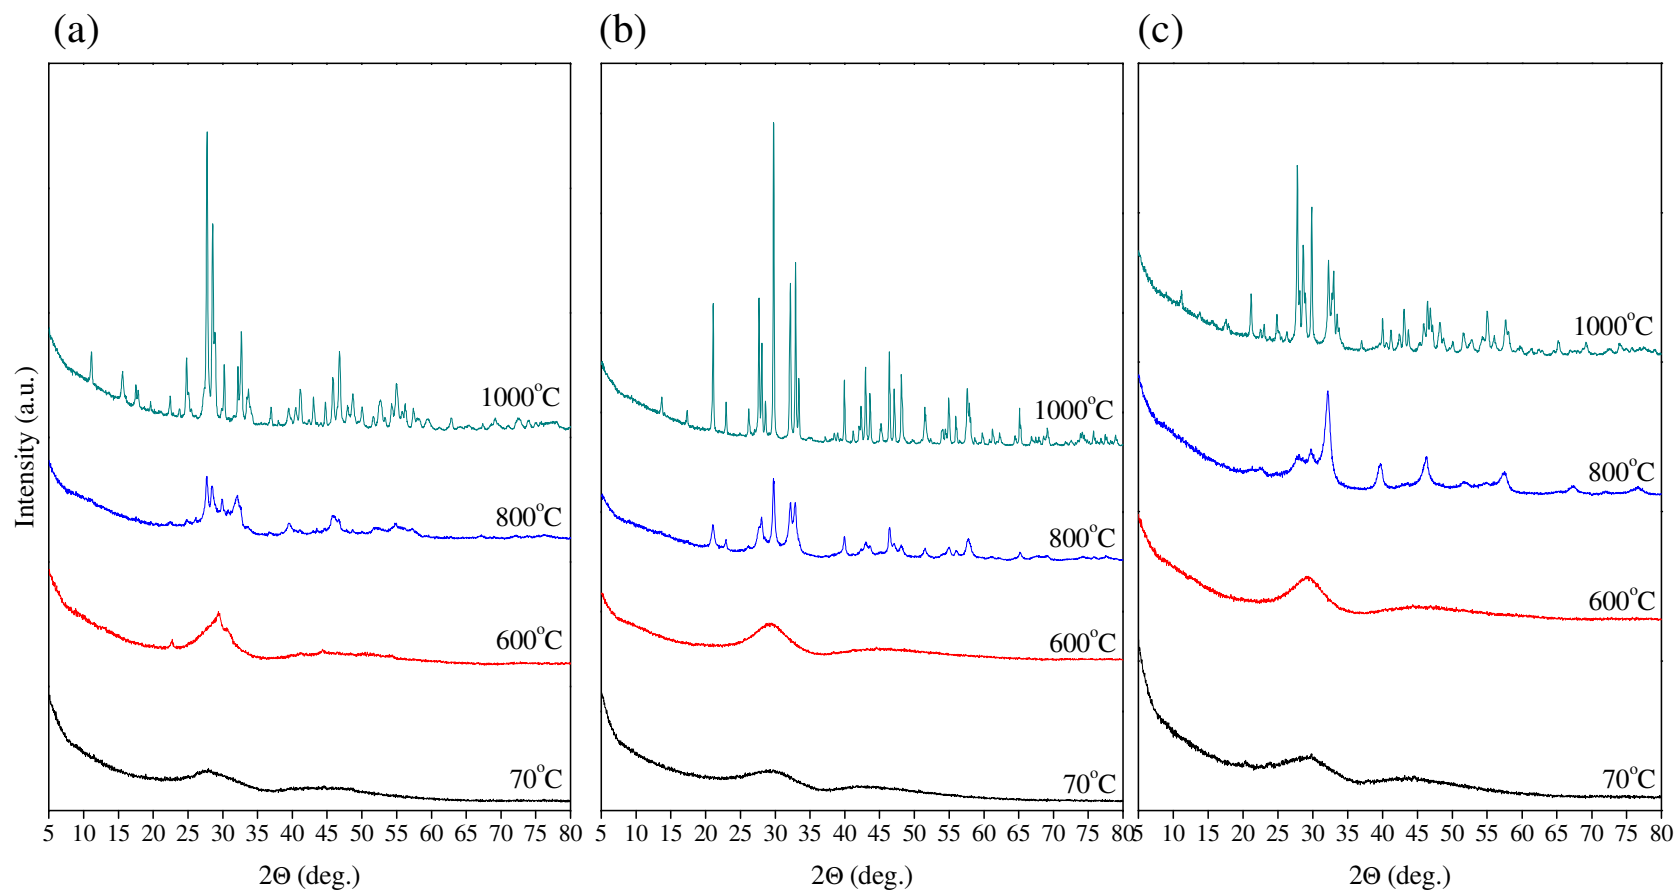 (a) (b) (c)
Intensity (a.u.)
1000°C 1000°C 1000°C
800°C 800°C 800°C
600°C 600°C 600°C
70°C 70°C 70°C
5 10 15 20 25 30 35 40 45 50 55 60 65 70 75 80
5 10 15 20 25 30 35 40 45 50 55 60 65 70 75 80
5 10 15 20 25 30 35 40 45 50 55 60 65 70 75 80
2Θ (deg.) 2Θ (deg.) 2Θ (deg.)